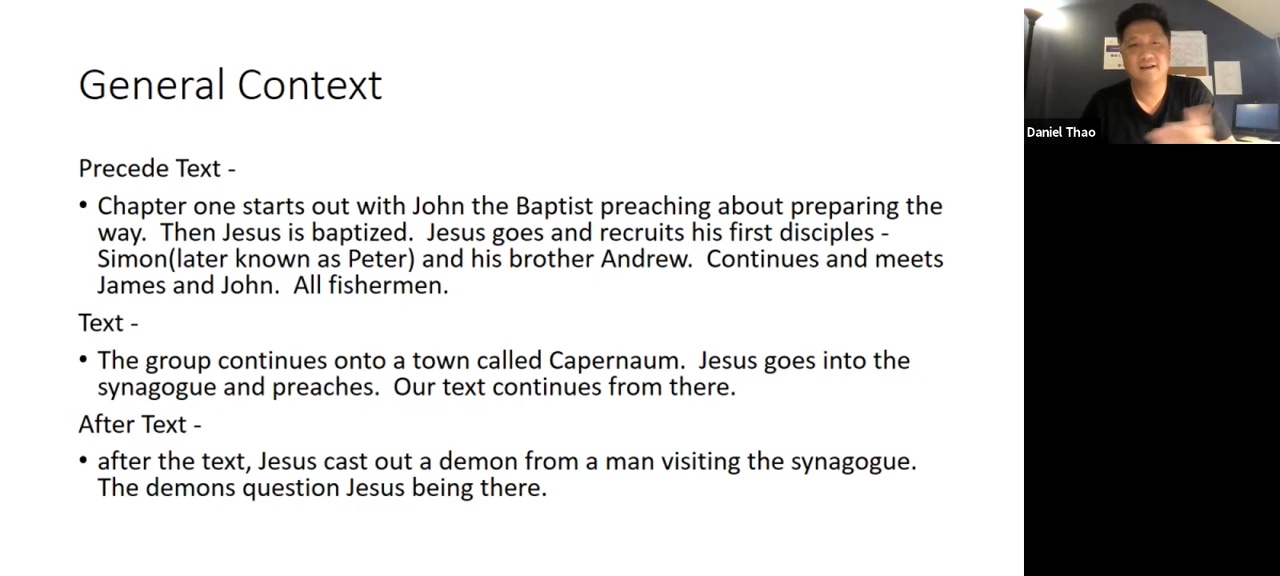 General Context
Precede Text -
• Chapter one starts out with John the Baptist preaching about preparing the
way.  Then Jesus is baptized.  Jesus goes and recruits his first disciples -
Simon(later known as Peter) and his brother Andrew.  Continues and meets
James and John.  All fishermen.
Text -
• The group continues onto a town called Capernaum.  Jesus goes into the
synagogue and preaches.  Our text continues from there.
After Text -
• after the text, Jesus cast out a demon from a man visiting the synagogue.
The demons question Jesus being there.
Daniel Thao